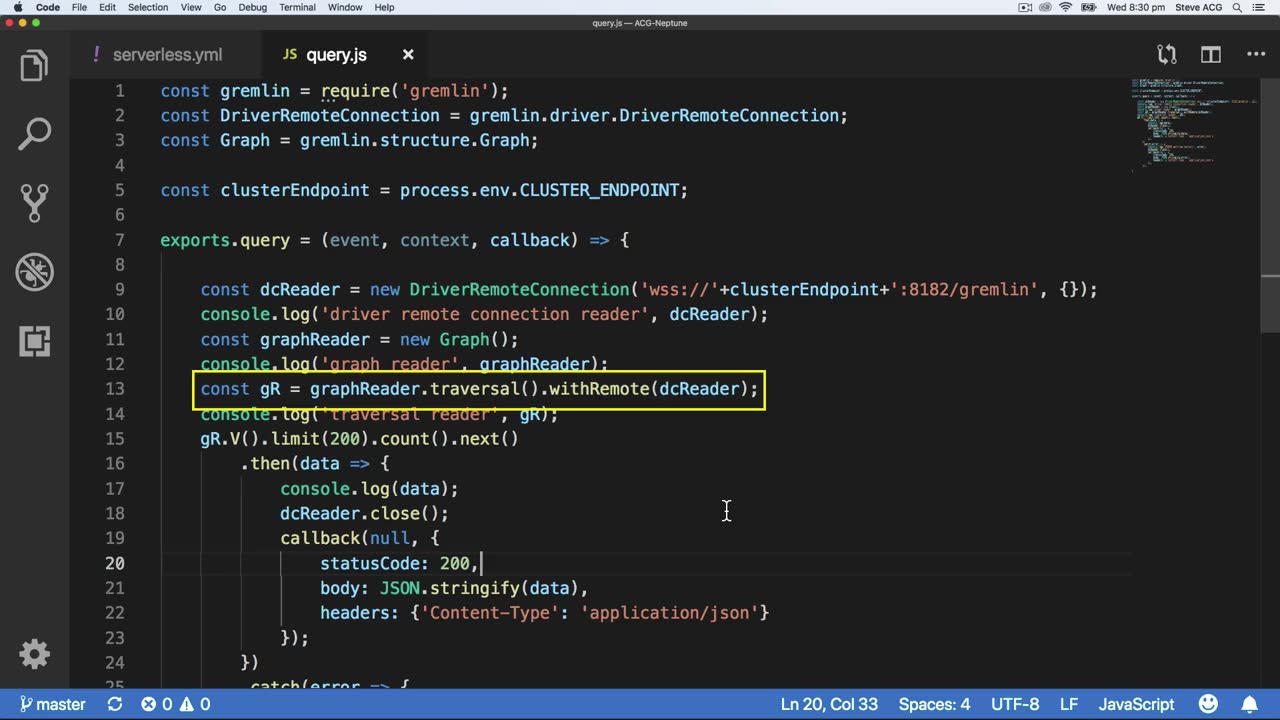 Code File Edit Selection View Go Debug Tasks Terminal Window Help Wed 8:30 pm Steve ACG
query.js — ACG-Neptune
! serverless.yml JS query.js ×
1 const gremlin = require('gremlin');
2 const DriverRemoteConnection = gremlin.driver.DriverRemoteConnection;
3 const Graph = gremlin.structure.Graph;
4
5 const clusterEndpoint = process.env.CLUSTER_ENDPOINT;
6
7 exports.query = (event, context, callback) => {
8
9 const dcReader = new DriverRemoteConnection('wss://'+clusterEndpoint+':8182/gremlin', {});
10 console.log('driver remote connection reader', dcReader);
11 const graphReader = new Graph();
12 console.log('graph reader', graphReader);
13 const gR = graphReader.traversal().withRemote(dcReader);
14 console.log('traversal reader', gR);
15 gR.V().limit(200).count().next()
16 .then(data => {
17 console.log(data);
18 dcReader.close();
19 callback(null, {
20 statusCode: 200,
21 body: JSON.stringify(data),
22 headers: {'Content-Type': 'application/json'}
23 });
24 })
25 .catch(error => {
master 0 0 Ln 20, Col 33 Spaces: 4 UTF-8 LF JavaScript